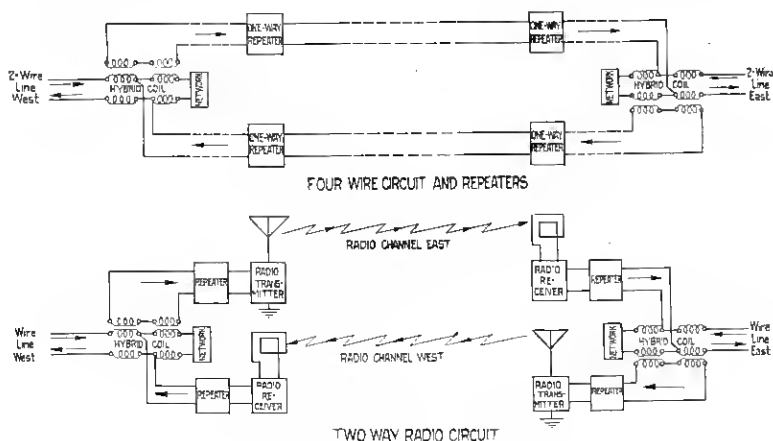 ONE-WAY
REPEATER
ONE-WAY
REPEATER
2-Wire
Line
West
HYBRID COIL
NETWORK
NETWORK
HYBRID COIL
2-Wire
Line
East
ONE-WAY
REPEATER
ONE-WAY
REPEATER
FOUR WIRE CIRCUIT AND REPEATERS
RADIO CHANNEL EAST
REPEATER
RADIO
TRANS-
MITTER
RADIO
RE-
CEIVER
REPEATER
Wire
Line
West
HYBRID COIL
NETWORK
RADIO CHANNEL WEST
NETWORK
HYBRID COIL
Wire
Line
East
REPEATER
RADIO
RE-
CEIVER
RADIO
TRANS-
MITTER
REPEATER
TWO WAY RADIO CIRCUIT